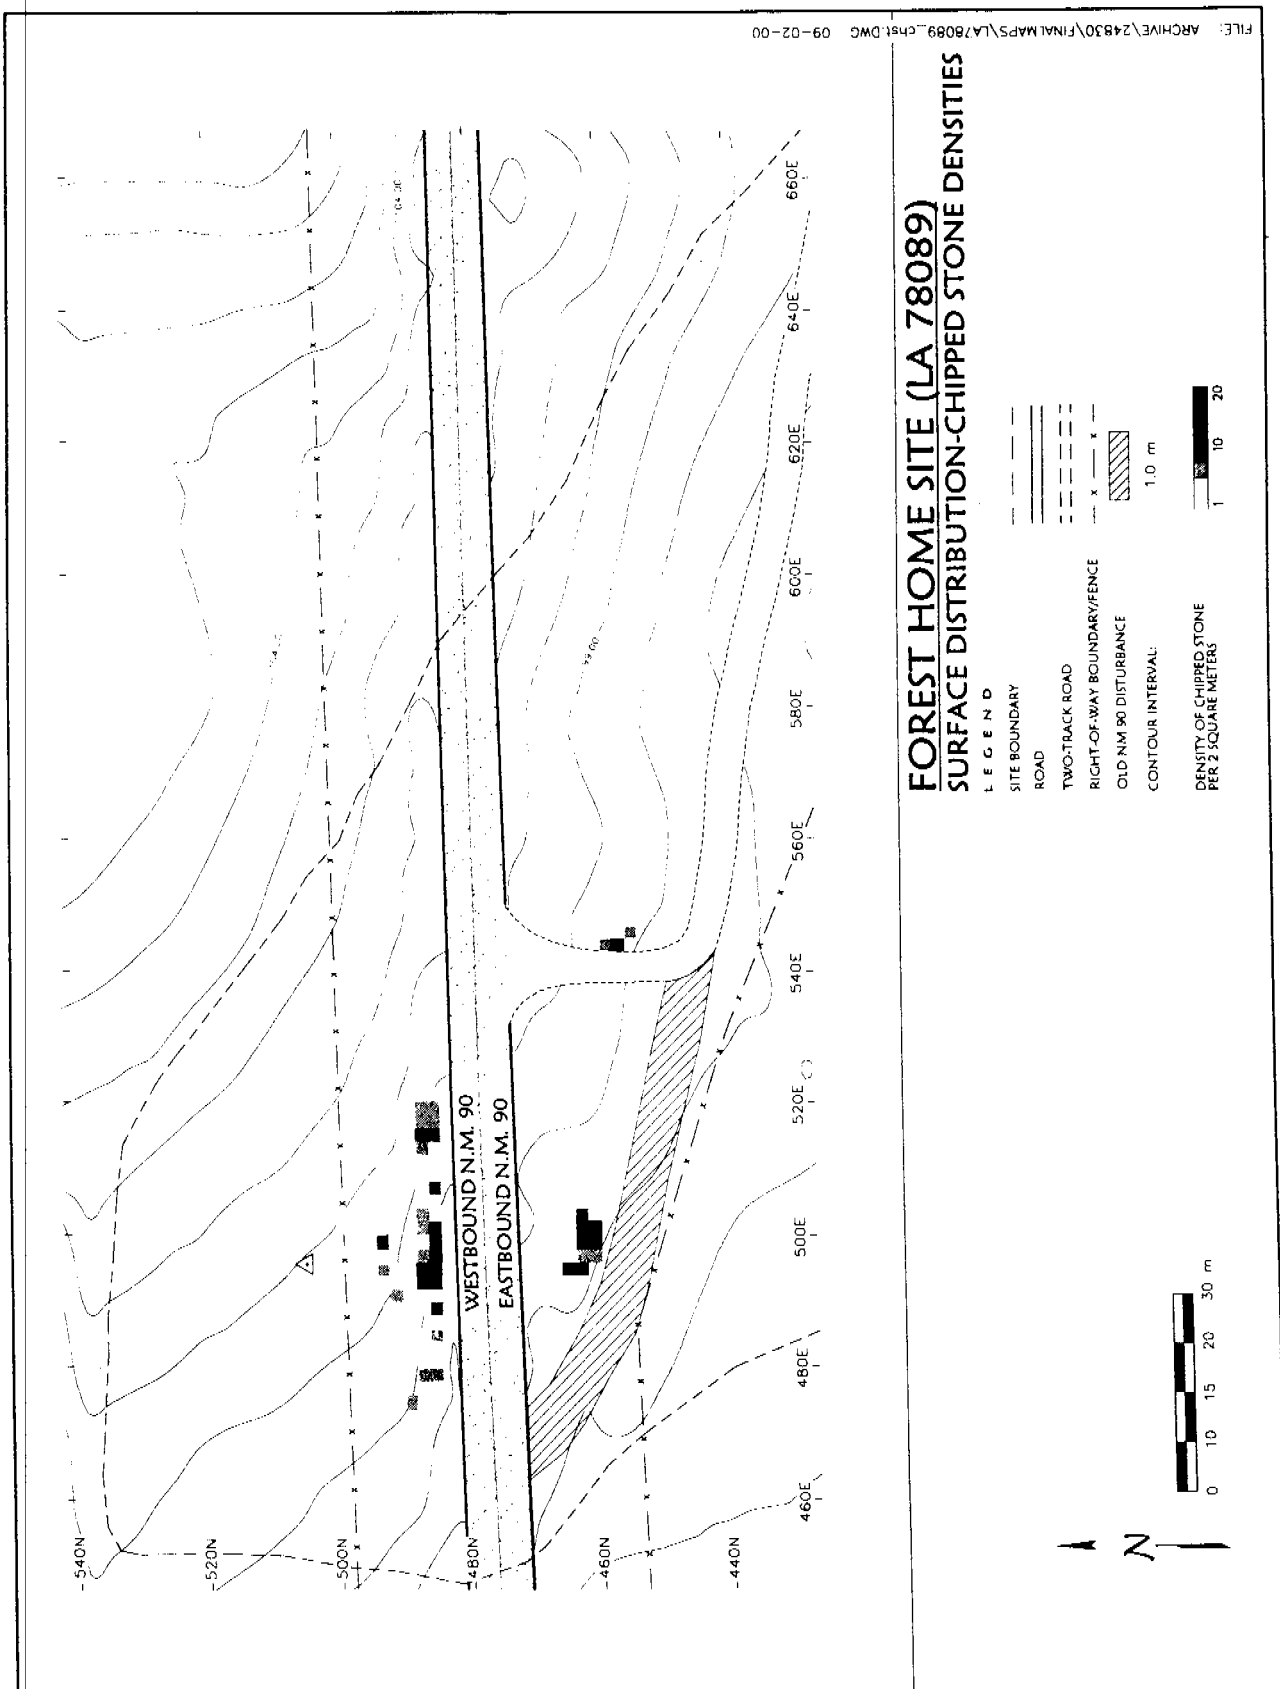 FILE: ARCHIVE\24830\FINALMAPS\LA78089_chst.DWG 09-02-00
FOREST HOME SITE (LA 78089)
SURFACE DISTRIBUTION-CHIPPED STONE DENSITIES
LEGEND
SITE BOUNDARY
ROAD
TWO-TRACK ROAD
RIGHT-OF-WAY BOUNDARY/FENCE
OLD NM 90 DISTURBANCE
CONTOUR INTERVAL: 1.0 m
DENSITY OF CHIPPED STONE
PER 2 SQUARE METERS
1 10 20
WESTBOUND N.M. 90
EASTBOUND N.M. 90
540N
520N
500N
480N
460N
440N
460E
480E
500E
520E
540E
560E
580E
600E
620E
640E
660E
99.00
0 10 15 20 30 m
N